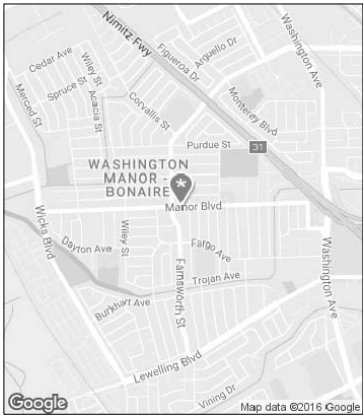 Nimitz Fwy
Washington Ave
Cedar Ave
Wiley St
Figueroa Dr
Arguello Dr
Spruce St
Acacia St
Merced St
Corvallis St
Monterey Blvd
Purdue St
31
WASHINGTON
MANOR -
BONAIRE
*
Manor Blvd
Wicks Blvd
Dayton Ave
Wiley St
Fargo Ave
Washington Ave
Farnsworth St
Trojan Ave
Burkhart Ave
Lewelling Blvd
Vining Dr
Google
Map data ©2016 Google